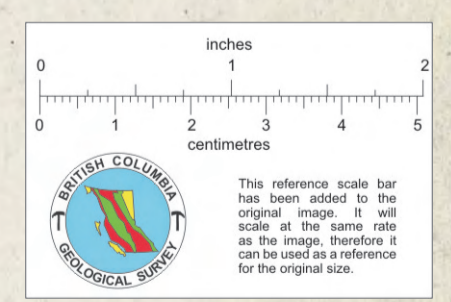 inches
0 1 2
0 1 2 3 4 5
centimetres
BRITISH COLUMBIA
GEOLOGICAL SURVEY
This reference scale bar
has been added to the
original image. It will
scale at the same rate
as the image, therefore it
can be used as a reference
for the original size.